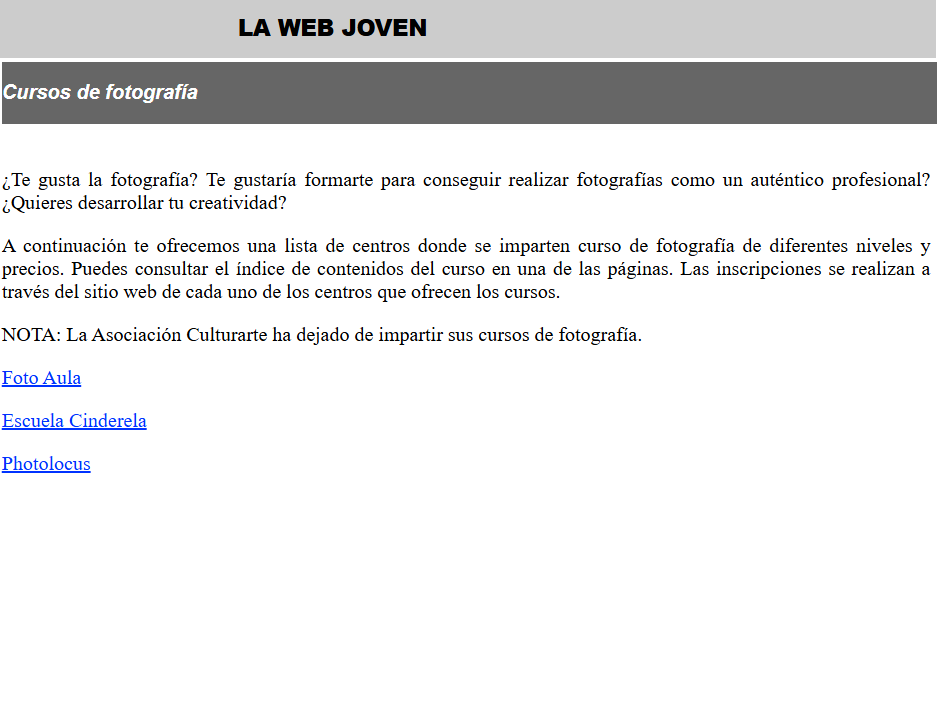 LA WEB JOVEN
Cursos de fotografía
¿Te gusta la fotografía? Te gustaría formarte para conseguir realizar fotografías como un auténtico profesional?
¿Quieres desarrollar tu creatividad?
A continuación te ofrecemos una lista de centros donde se imparten curso de fotografía de diferentes niveles y
precios. Puedes consultar el índice de contenidos del curso en una de las páginas. Las inscripciones se realizan a
través del sitio web de cada uno de los centros que ofrecen los cursos.
NOTA: La Asociación Culturarte ha dejado de impartir sus cursos de fotografía.
Foto Aula
Escuela Cinderela
Photolocus